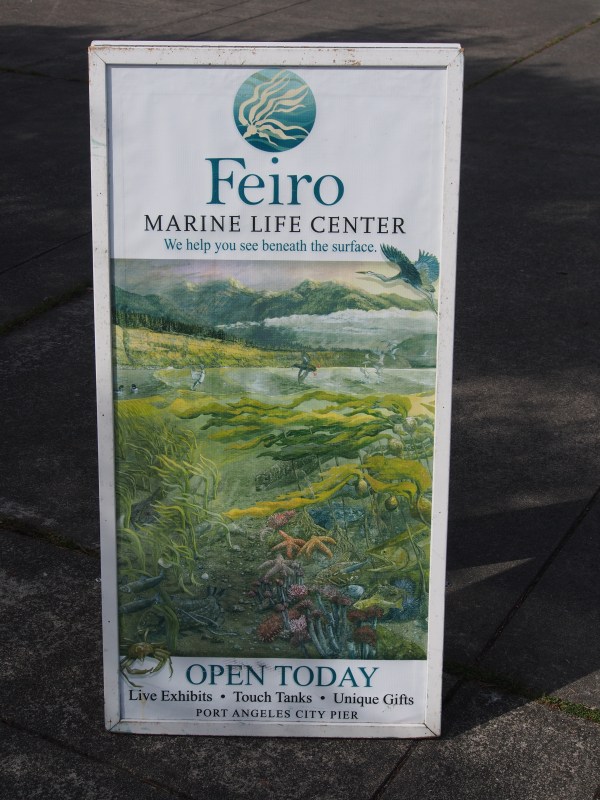 Feiro
MARINE LIFE CENTER
We help you see beneath the surface.
OPEN TODAY
Live Exhibits • Touch Tanks • Unique Gifts
PORT ANGELES CITY PIER